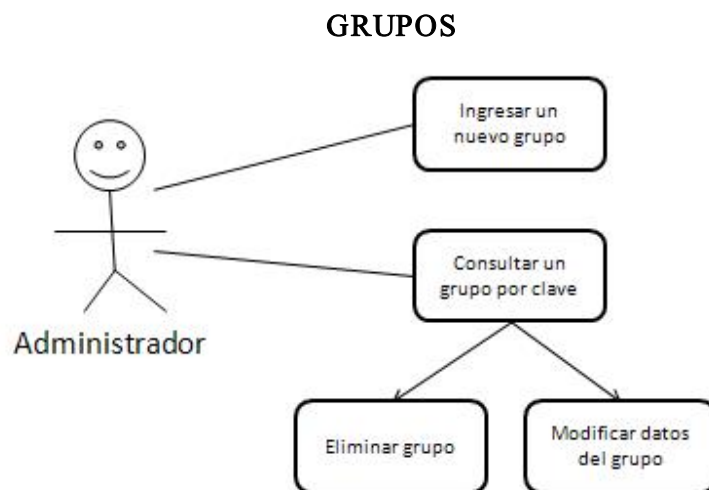 GRUPOS
Ingresar un
nuevo grupo
Consultar un
grupo por clave
Administrador
Eliminar grupo
Modificar datos
del grupo